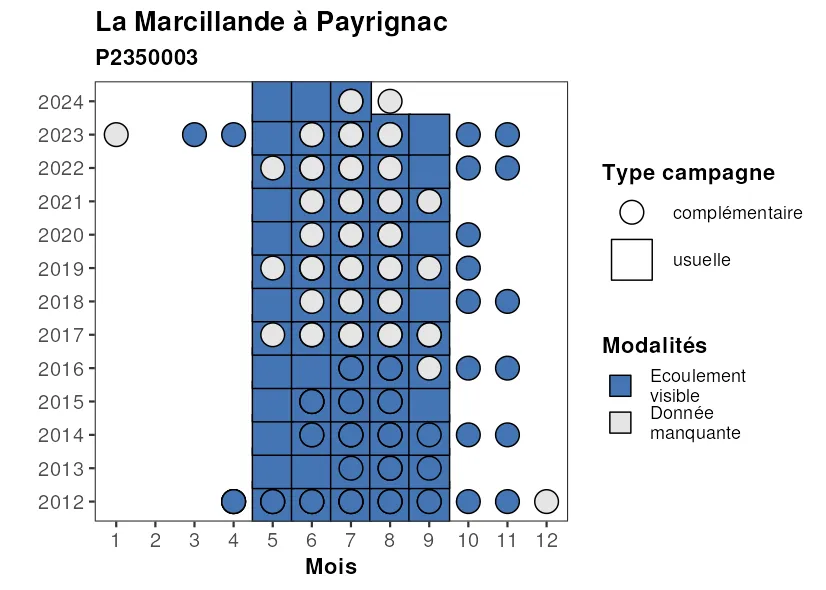 La Marcillande à Payrignac
P2350003
2024
2023
2022
2021
2020
2019
2018
2017
2016
2015
2014
2013
2012
1 2 3 4 5 6 7 8 9 10 11 12
Mois
Type campagne
complémentaire
usuelle
Modalités
Ecoulement
visible
Donnée
manquante